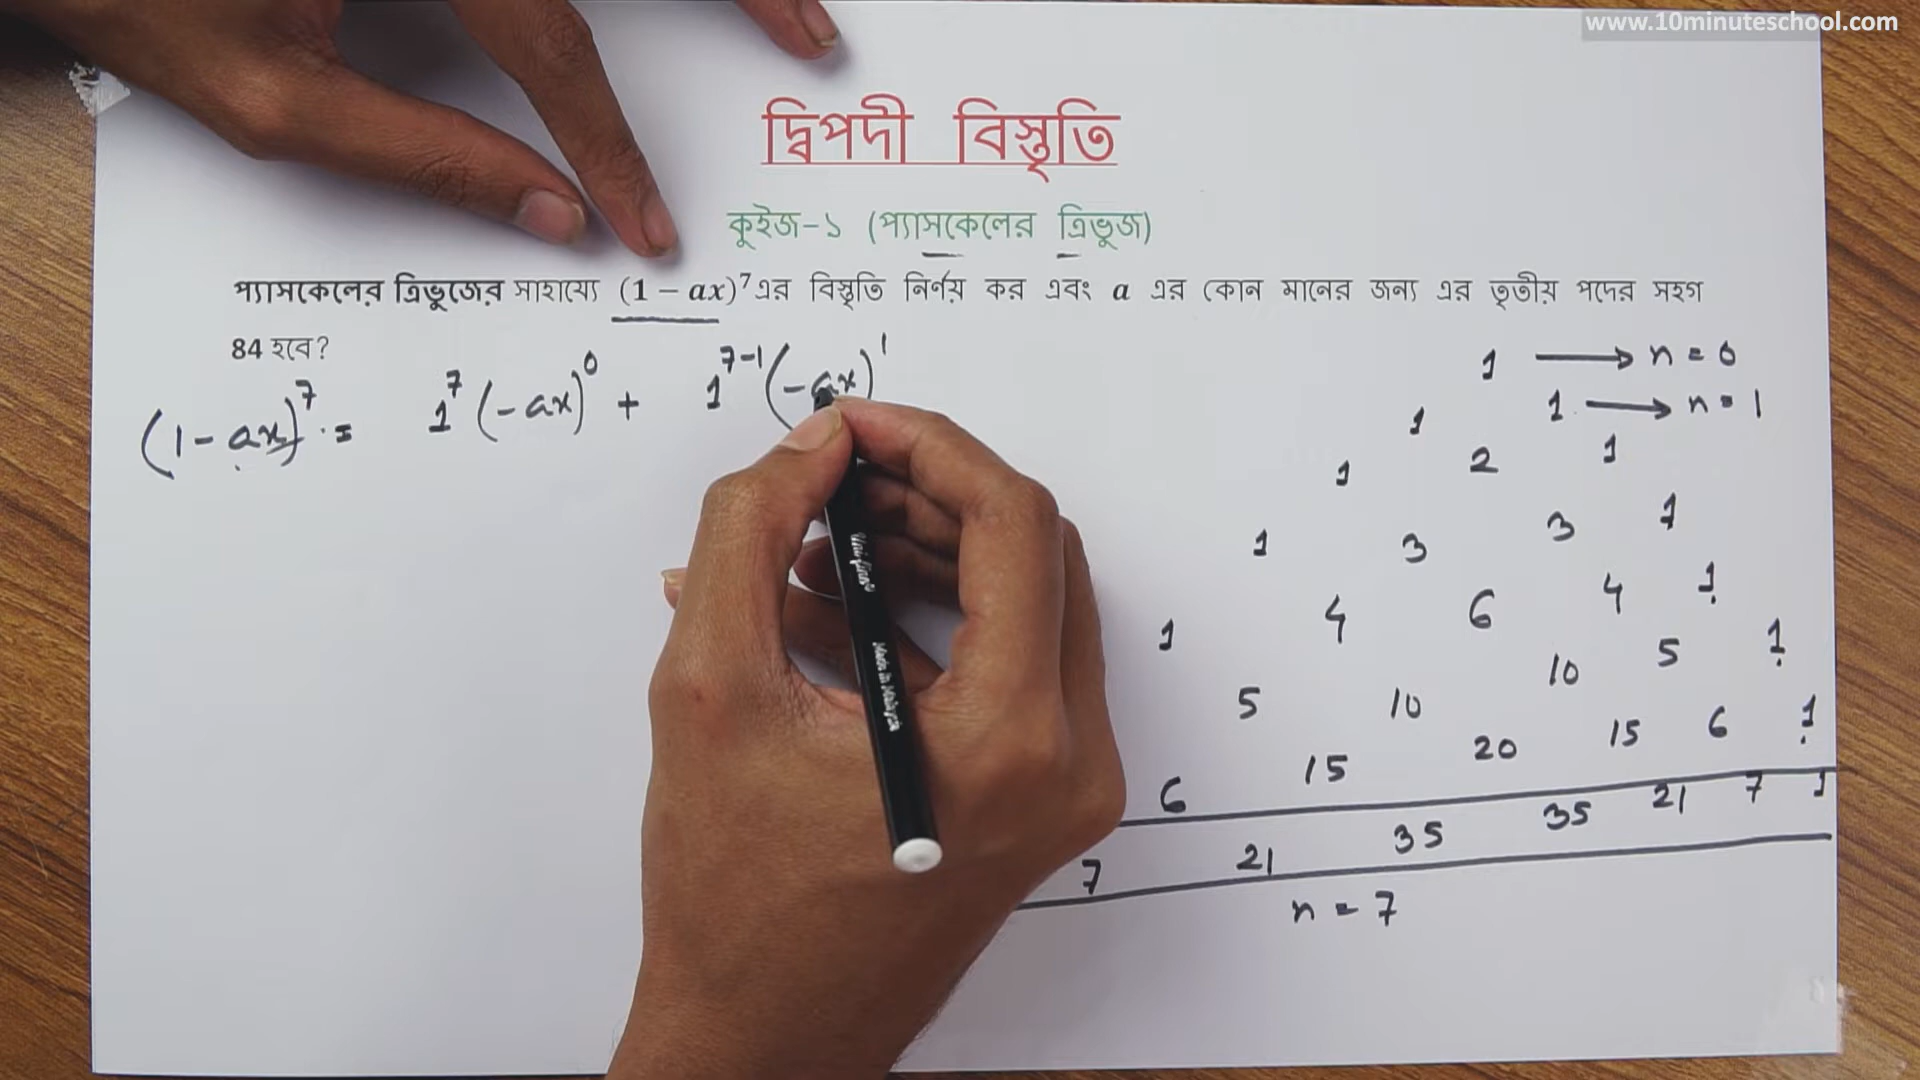 www.10minuteschool.com
দ্বিপদী বিস্তৃতি
কুইজ-১ (প্যাসকেলের ত্রিভুজ)
প্যাসকেলের ত্রিভুজের সাহায্যে (1 − ax)⁷ এর বিস্তৃতি নির্ণয় কর এবং a এর কোন মানের জন্য এর তৃতীয় পদের সহগ
84 হবে?
(1 - ax)⁷ = 1⁷ (-ax)⁰ + 1⁷⁻¹ (-ax)¹
1 → n = 0
1 1 → n = 1
1 2 1
1 3 3 1
1 4 6 4 1
5 10 10 5 1
6 15 20 15 6 1
7 21 35 35 21 7 1
n = 7